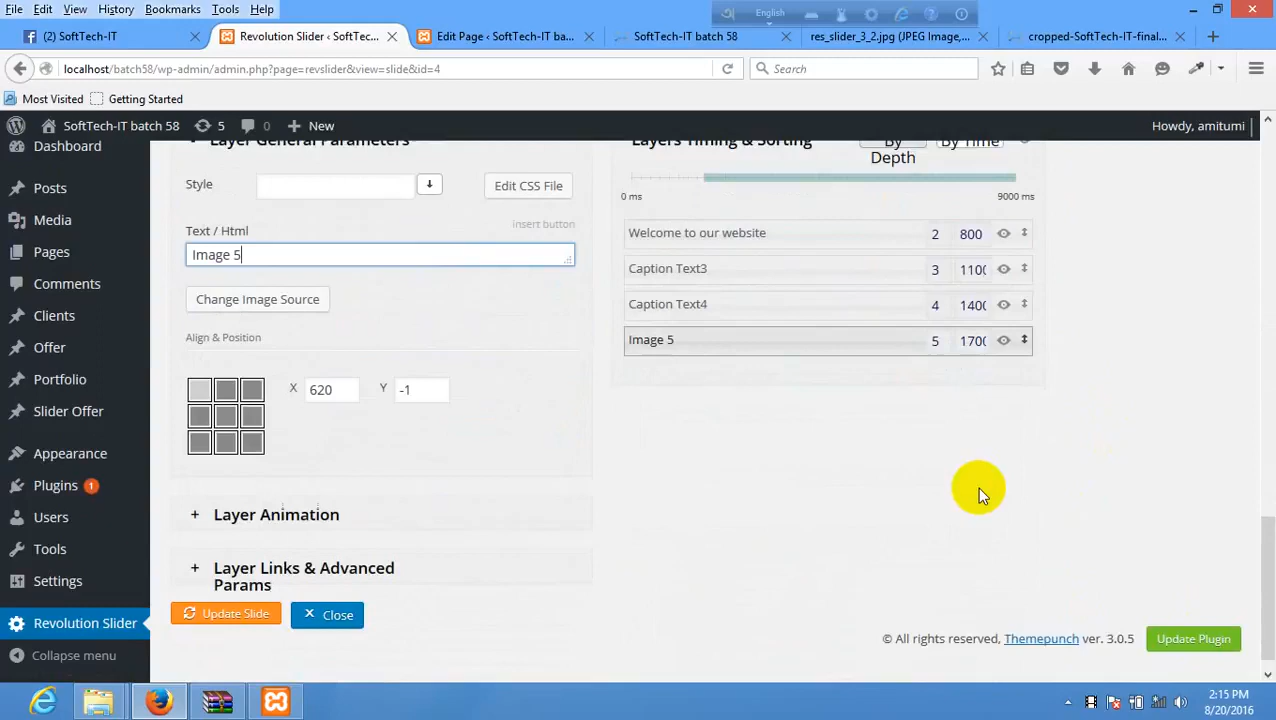 File Edit View History Bookmarks Tools Help
English
(2) SoftTech-IT
Revolution Slider ‹ SoftTec...
Edit Page ‹ SoftTech-IT ba...
SoftTech-IT batch 58
res_slider_3_2.jpg (JPEG Image,...
cropped-SoftTech-IT-final...
localhost/batch58/wp-admin/admin.php?page=revslider&view=slide&id=4
Search
Most Visited
Getting Started
SoftTech-IT batch 58
5
0
New
Howdy, amitumi
Dashboard
Posts
Media
Pages
Comments
Clients
Offer
Portfolio
Slider Offer
Appearance
Plugins 1
Users
Tools
Settings
Revolution Slider
Collapse menu
Layer General Parameters
Style
Edit CSS File
Text / Html
insert button
Image 5
Change Image Source
Align & Position
X 620 Y -1
+ Layer Animation
+ Layer Links & Advanced
Params
Update Slide
Close
Layers Timing & Sorting
By
Depth
By Time
0 ms
9000 ms
Welcome to our website 2 800
Caption Text3 3 1100
Caption Text4 4 1400
Image 5 5 1700
© All rights reserved, Themepunch ver. 3.0.5
Update Plugin
2:15 PM
8/20/2016